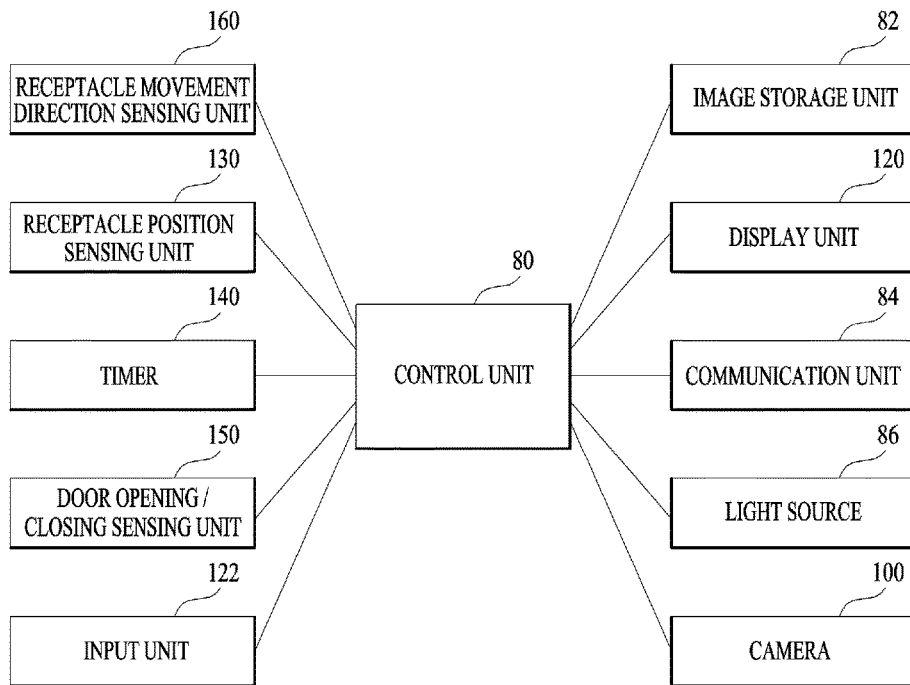 160
RECEPTACLE MOVEMENT
DIRECTION SENSING UNIT
130
RECEPTACLE POSITION
SENSING UNIT
140
TIMER
150
DOOR OPENING /
CLOSING SENSING UNIT
122
INPUT UNIT
80
CONTROL UNIT
82
IMAGE STORAGE UNIT
120
DISPLAY UNIT
84
COMMUNICATION UNIT
86
LIGHT SOURCE
100
CAMERA